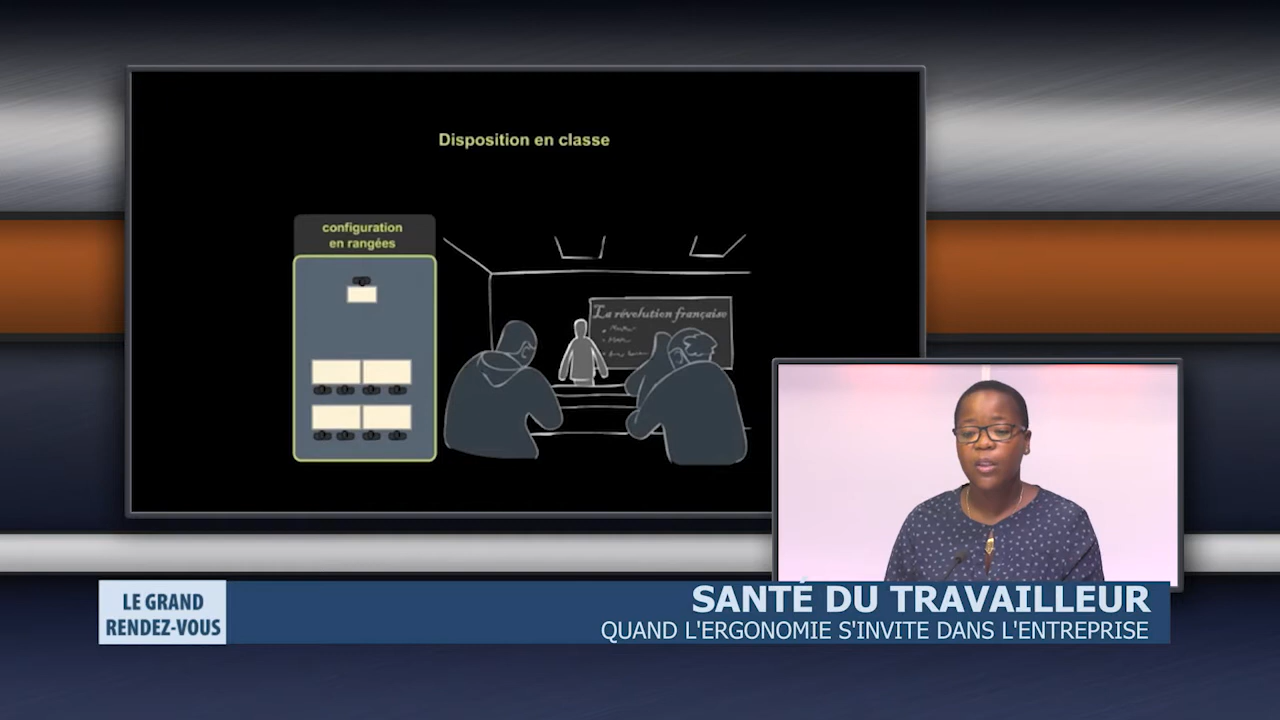 Disposition en classe
configuration
en rangées
La révolution française
LE GRAND
RENDEZ-VOUS
SANTÉ DU TRAVAILLEUR
QUAND L'ERGONOMIE S'INVITE DANS L'ENTREPRISE